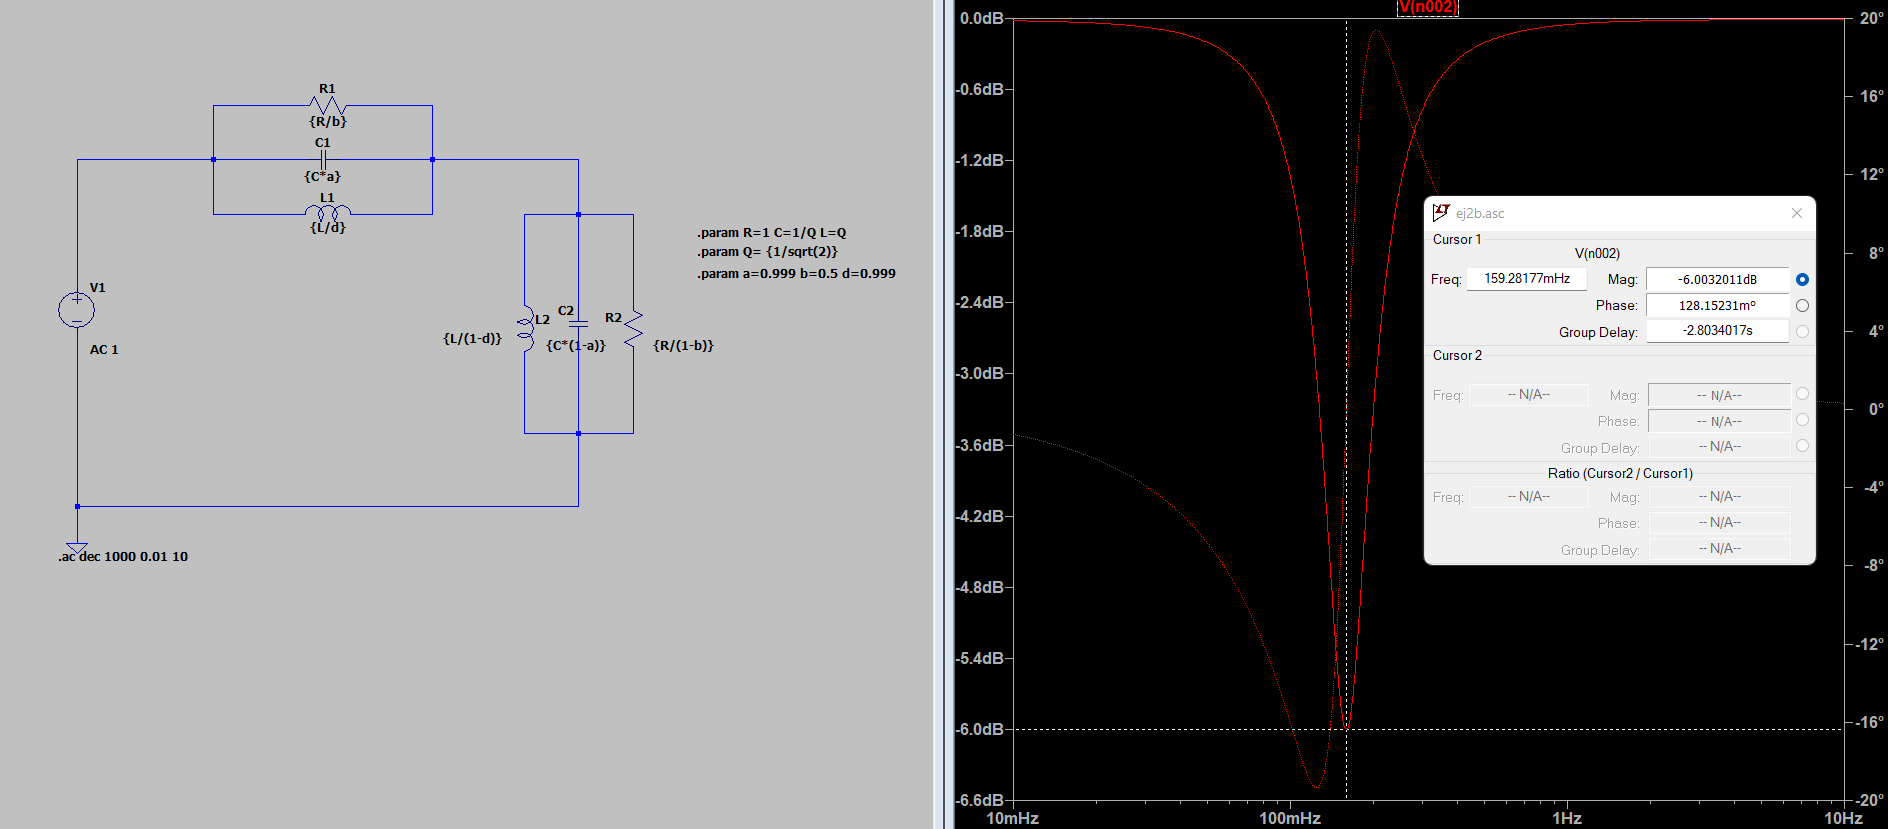 R1
{R/b}
C1
{C*a}
L1
{L/d}
V1
AC 1
L2
{L/(1-d)}
C2
{C*(1-a)}
R2
{R/(1-b)}
.param R=1 C=1/Q L=Q
.param Q= {1/sqrt(2)}
.param a=0.999 b=0.5 d=0.999
.ac dec 1000 0.01 10
V(n002)
0.0dB
-0.6dB
-1.2dB
-1.8dB
-2.4dB
-3.0dB
-3.6dB
-4.2dB
-4.8dB
-5.4dB
-6.0dB
-6.6dB
10mHz
100mHz
1Hz
10Hz
20°
16°
12°
8°
4°
0°
-4°
-8°
-12°
-16°
-20°
ej2b.asc
Cursor 1
V(n002)
Freq: 159.28177mHz Mag: -6.0032011dB
Phase: 128.15231m°
Group Delay: -2.8034017s
Cursor 2
Freq: -- N/A-- Mag: -- N/A--
Phase: -- N/A--
Group Delay: -- N/A--
Ratio (Cursor2 / Cursor1)
Freq: -- N/A-- Mag: -- N/A--
Phase: -- N/A--
Group Delay: -- N/A--